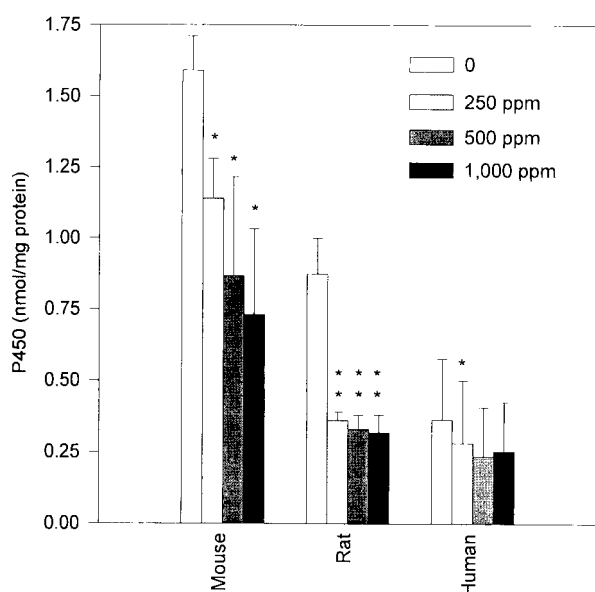 P450 (nmol/mg protein)
1.75
1.50
1.25
1.00
0.75
0.50
0.25
0.00
0
250 ppm
500 ppm
1,000 ppm
*
*
*
* * *
* * *
*
Mouse
Rat
Human